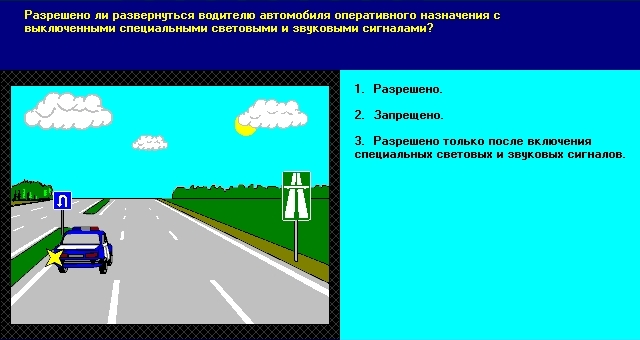 Разрешено ли развернуться водителю автомобиля оперативного назначения с
выключенными специальными световыми и звуковыми сигналами?
1. Разрешено.
2. Запрещено.
3. Разрешено только после включения
специальных световых и звуковых сигналов.